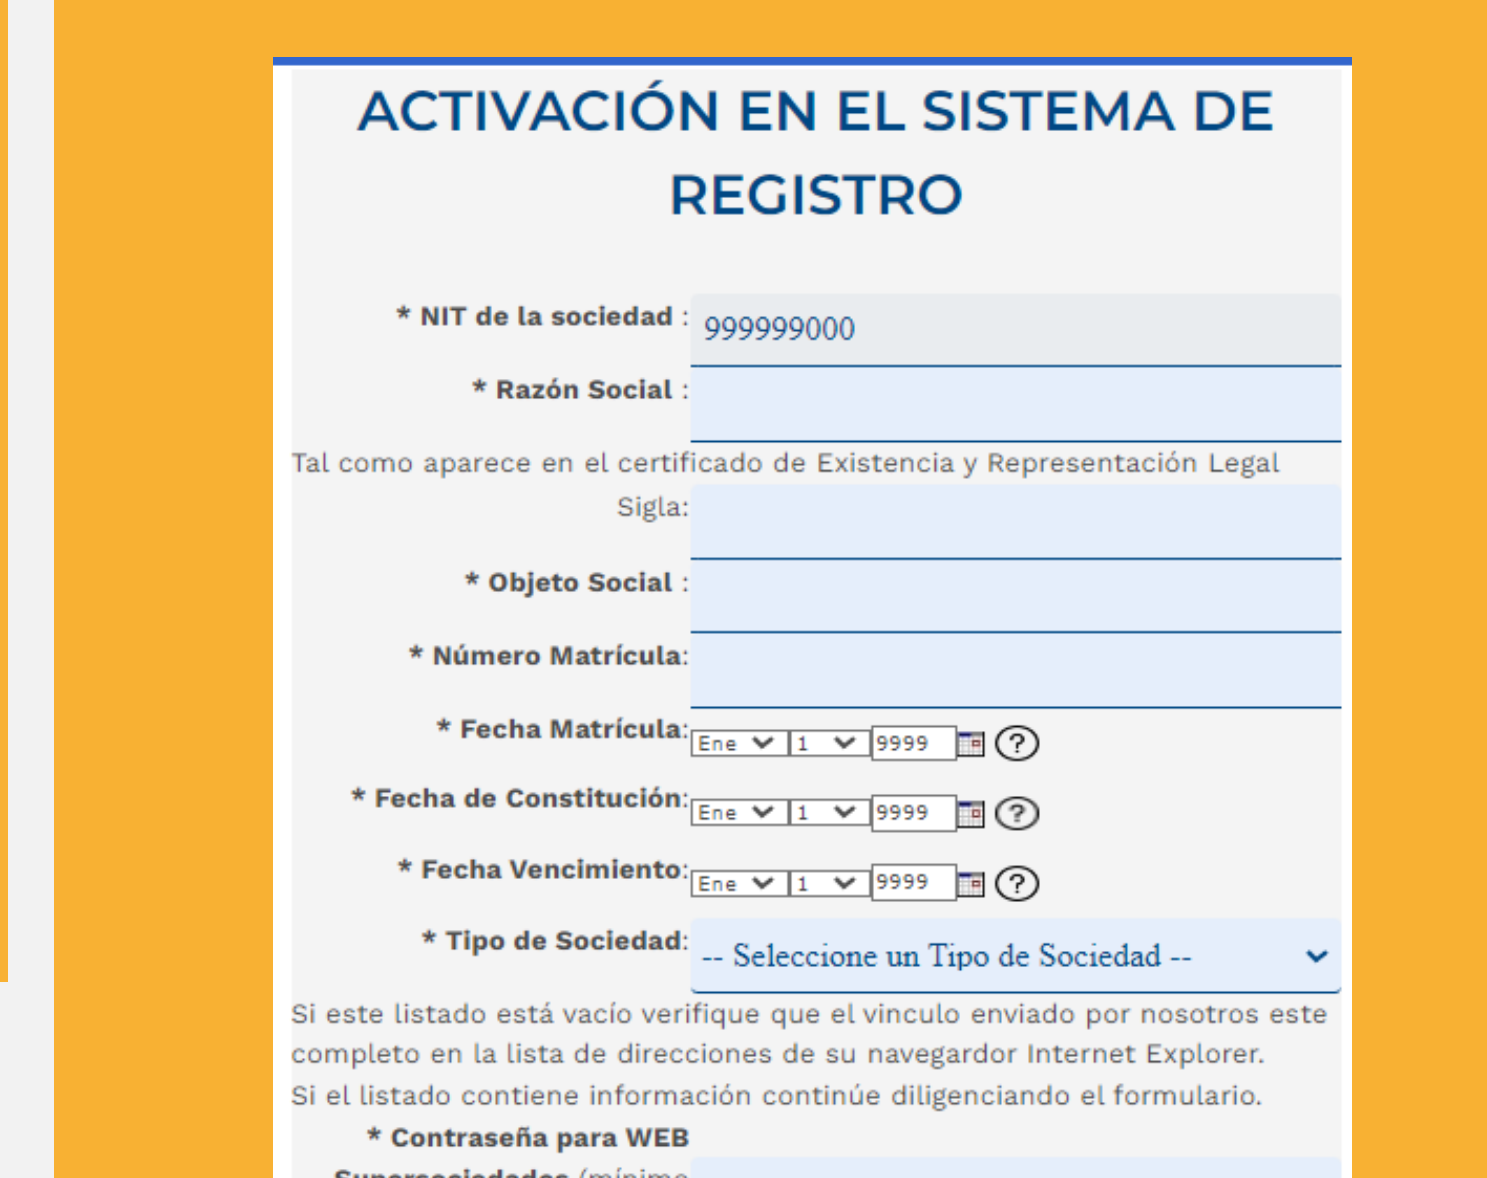 ACTIVACIÓN EN EL SISTEMA DE
REGISTRO
* NIT de la sociedad : 999999000
* Razón Social :
Tal como aparece en el certificado de Existencia y Representación Legal
Sigla:
* Objeto Social :
* Número Matrícula:
* Fecha Matrícula: Ene 1 9999 ?
* Fecha de Constitución: Ene 1 9999 ?
* Fecha Vencimiento: Ene 1 9999 ?
* Tipo de Sociedad: -- Seleccione un Tipo de Sociedad --
Si este listado está vacío verifique que el vinculo enviado por nosotros este
completo en la lista de direcciones de su navegardor Internet Explorer.
Si el listado contiene información continúe diligenciando el formulario.
* Contraseña para WEB
Supersociedades (mínimo